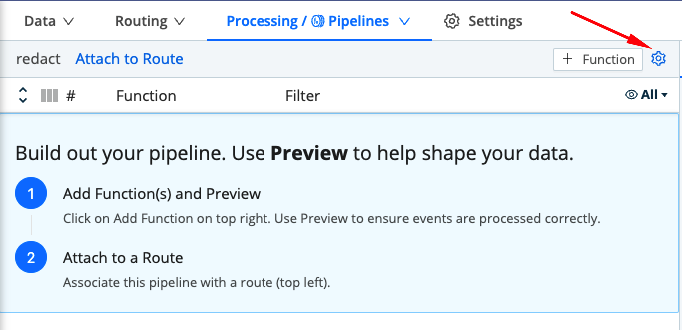 Data Routing Processing / Pipelines Settings
redact Attach to Route + Function
# Function Filter All
Build out your pipeline. Use Preview to help shape your data.
1 Add Function(s) and Preview
Click on Add Function on top right. Use Preview to ensure events are processed correctly.
2 Attach to a Route
Associate this pipeline with a route (top left).